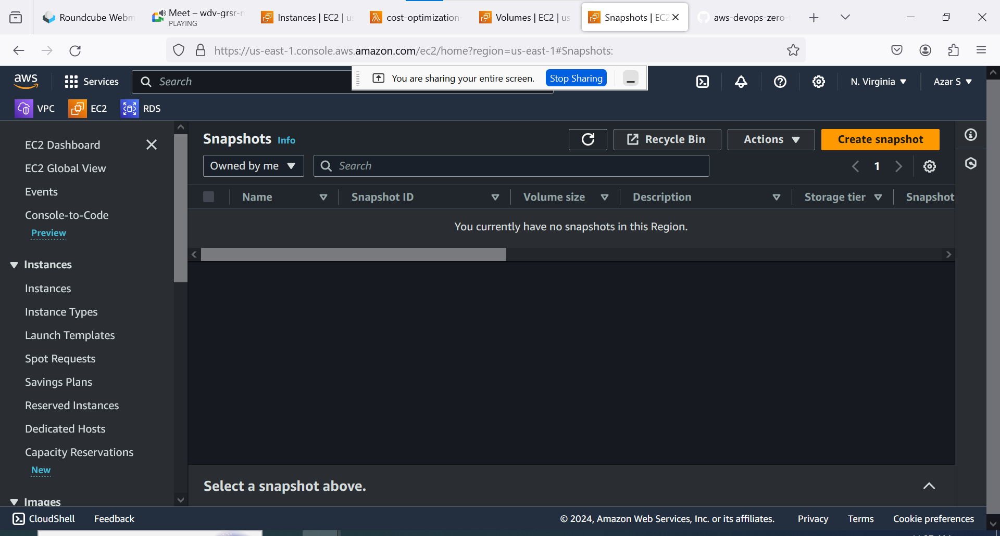 Roundcube Webm
Meet – wdv-grsr-
PLAYING
Instances | EC2 | us
cost-optimization-
Volumes | EC2 | us
Snapshots | EC2
aws-devops-zero-
https://us-east-1.console.aws.amazon.com/ec2/home?region=us-east-1#Snapshots:
aws
Services
Search
You are sharing your entire screen.
Stop Sharing
N. Virginia
Azar S
VPC
EC2
RDS
EC2 Dashboard
EC2 Global View
Events
Console-to-Code
Preview
Instances
Instances
Instance Types
Launch Templates
Spot Requests
Savings Plans
Reserved Instances
Dedicated Hosts
Capacity Reservations
New
Images
Snapshots Info
Recycle Bin
Actions
Create snapshot
Owned by me
Search
1
Name
Snapshot ID
Volume size
Description
Storage tier
Snapshot
You currently have no snapshots in this Region.
Select a snapshot above.
CloudShell
Feedback
© 2024, Amazon Web Services, Inc. or its affiliates.
Privacy
Terms
Cookie preferences